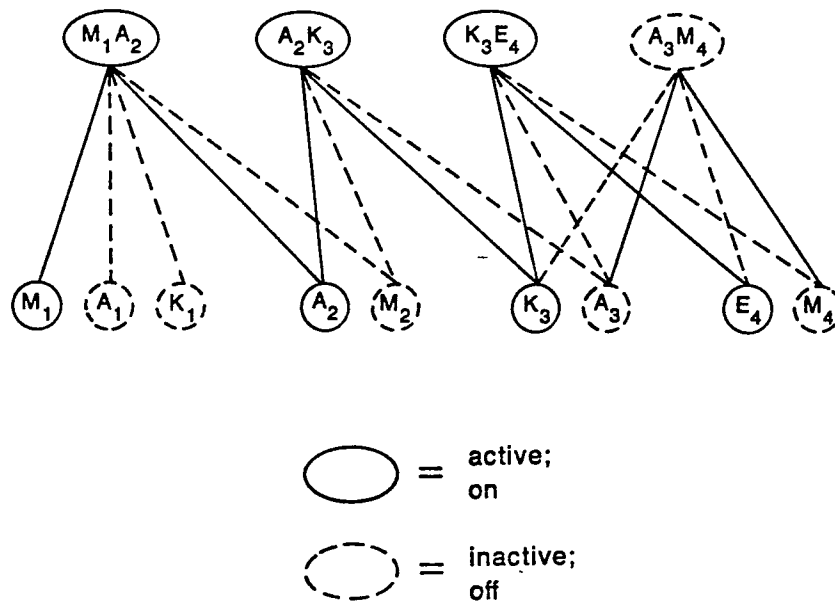 M₁A₂ A₂K₃ K₃E₄ A₃M₄
M₁ A₁ K₁ A₂ M₂ K₃ A₃ E₄ M₄
= active;
on
= inactive;
off